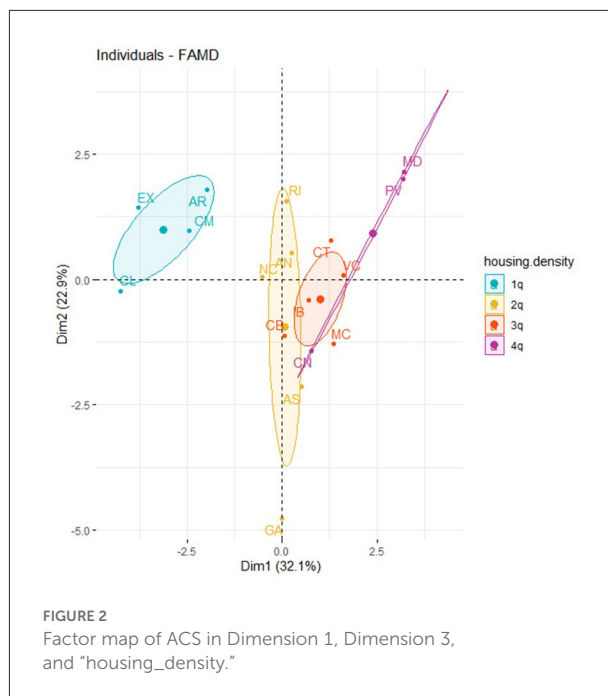 Individuals - FAMD
2.5
0.0
-2.5
-5.0
Dim2 (22.9%)
EX
AR
CM
CL
RI
AN
NC
CB
AS
GA
CT
VC
IB
MC
CN
MD
PV
-2.5
0.0
2.5
Dim1 (32.1%)
housing.density
1q
2q
3q
4q
FIGURE 2
Factor map of ACS in Dimension 1, Dimension 3,
and “housing_density.”